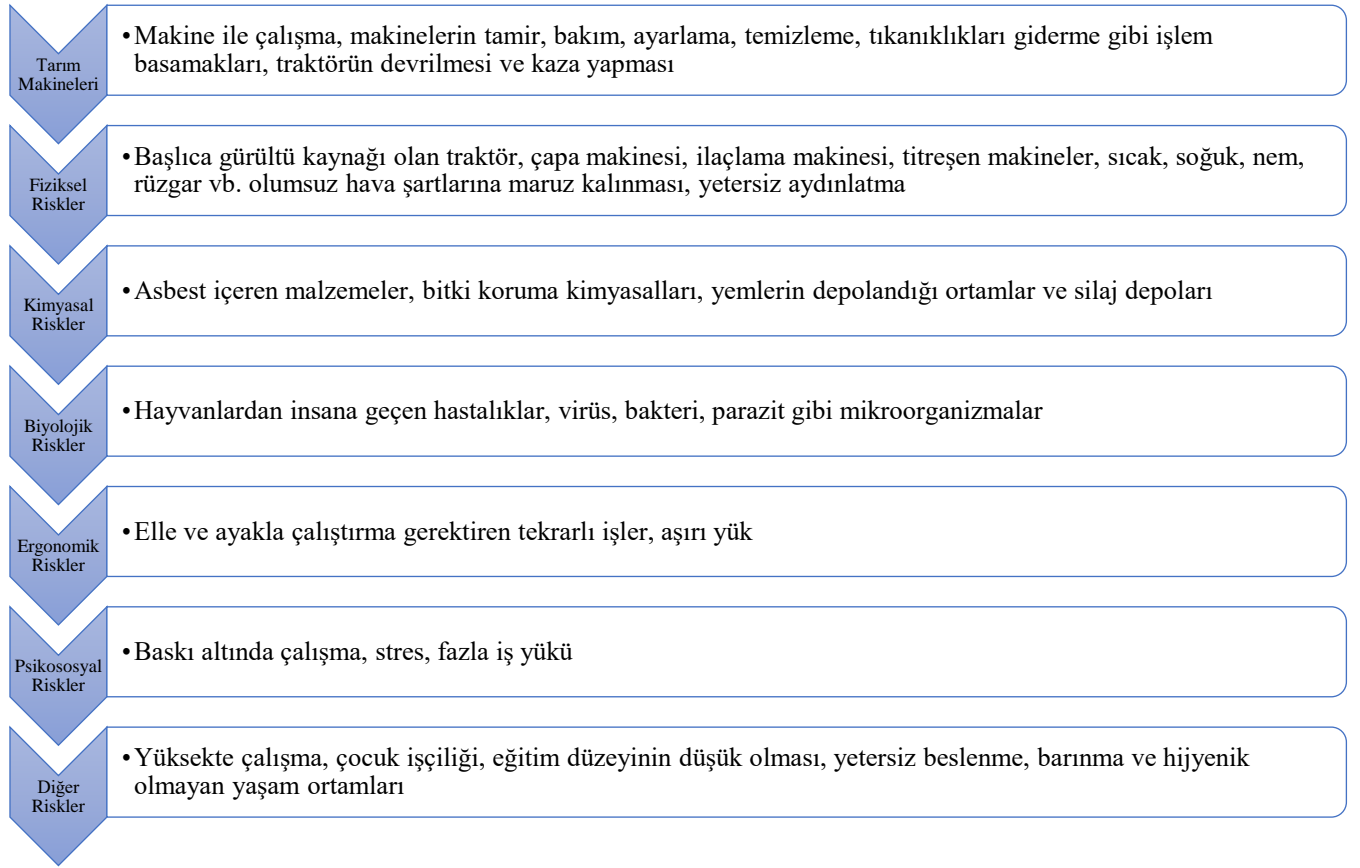 Tarım
Makineleri
•Makine ile çalışma, makinelerin tamir, bakım, ayarlama, temizleme, tıkanıklıkları giderme gibi işlem
basamakları, traktörün devrilmesi ve kaza yapması
Fiziksel
Riskler
•Başlıca gürültü kaynağı olan traktör, çapa makinesi, ilaçlama makinesi, titreşen makineler, sıcak, soğuk, nem,
rüzgar vb. olumsuz hava şartlarına maruz kalınması, yetersiz aydınlatma
Kimyasal
Riskler
•Asbest içeren malzemeler, bitki koruma kimyasalları, yemlerin depolandığı ortamlar ve silaj depoları
Biyolojik
Riskler
•Hayvanlardan insana geçen hastalıklar, virüs, bakteri, parazit gibi mikroorganizmalar
Ergonomik
Riskler
•Elle ve ayakla çalıştırma gerektiren tekrarlı işler, aşırı yük
Psikososyal
Riskler
•Baskı altında çalışma, stres, fazla iş yükü
Diğer
Riskler
•Yüksekte çalışma, çocuk işçiliği, eğitim düzeyinin düşük olması, yetersiz beslenme, barınma ve hijyenik
olmayan yaşam ortamları